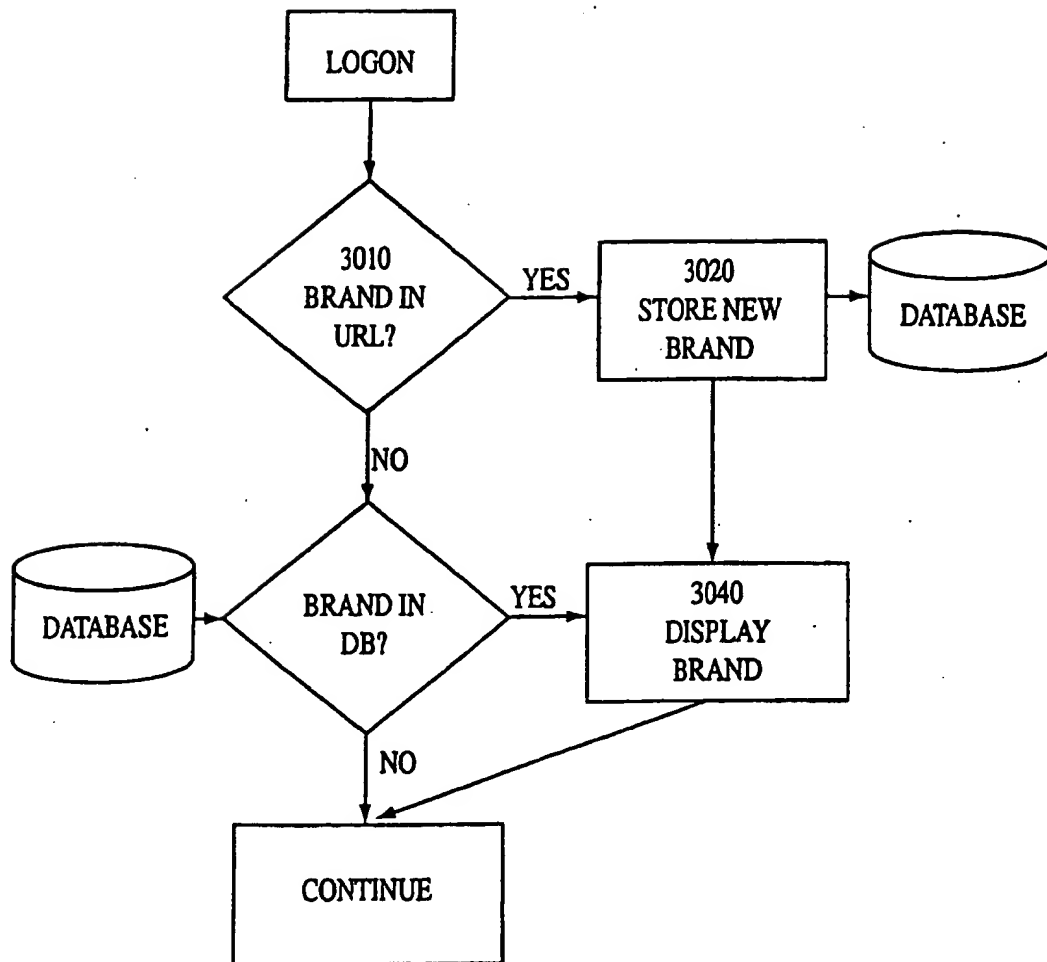 LOGON
3010
BRAND IN
URL?
YES
3020
STORE NEW
BRAND
DATABASE
NO
DATABASE
BRAND IN
DB?
YES
3040
DISPLAY
BRAND
NO
CONTINUE